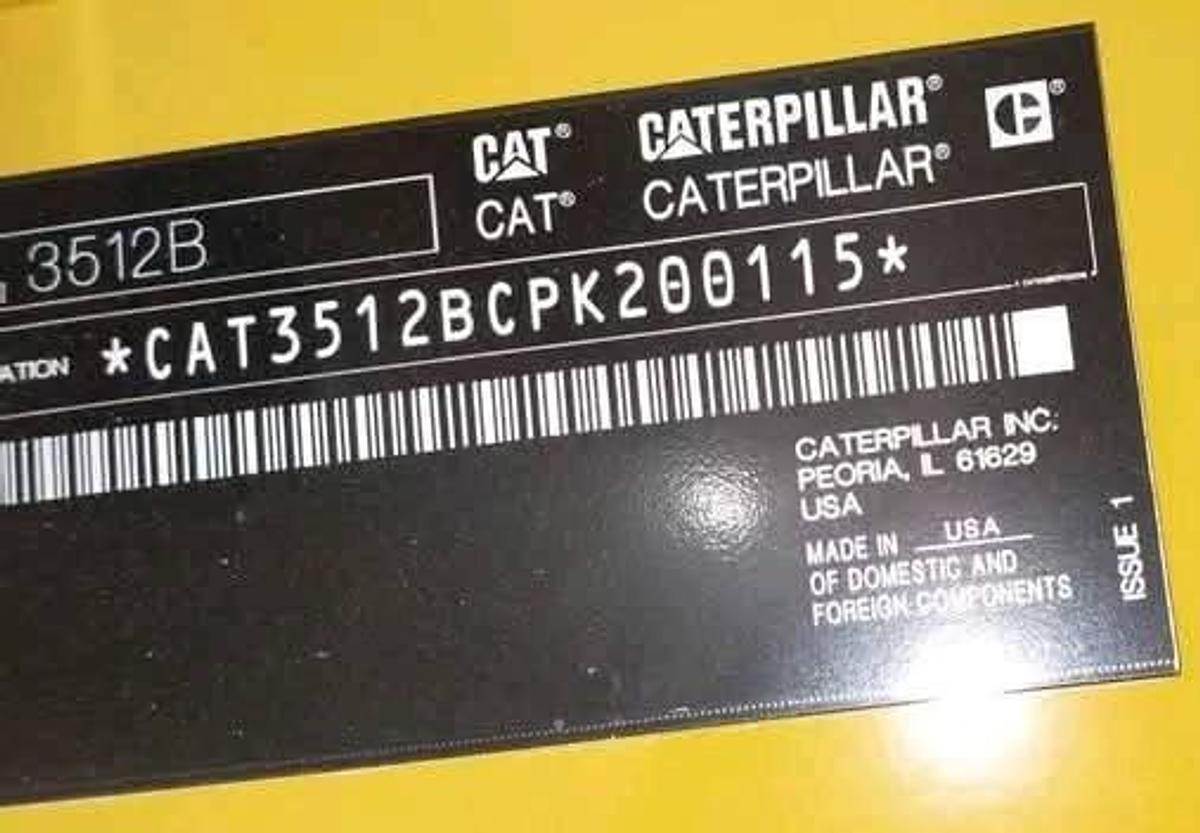 CAT® CATERPILLAR® ®
CAT® CATERPILLAR®
3512B
*CAT3512BCPK200115*
CATERPILLAR INC.
PEORIA, IL 61629
USA
MADE IN USA
OF DOMESTIC AND
FOREIGN COMPONENTS
ISSUE 1